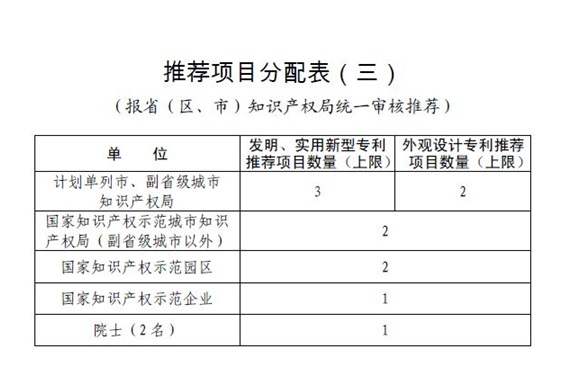 推荐项目分配表（三）
（报省（区、市）知识产权局统一审核推荐）
单 位
发明、实用新型专利
推荐项目数量（上限）
外观设计专利推荐
项目数量（上限）
计划单列市、副省级城市
知识产权局
3
2
国家知识产权示范城市知识
产权局（副省级城市以外）
2
国家知识产权示范园区
2
国家知识产权示范企业
1
院士（2名）
1